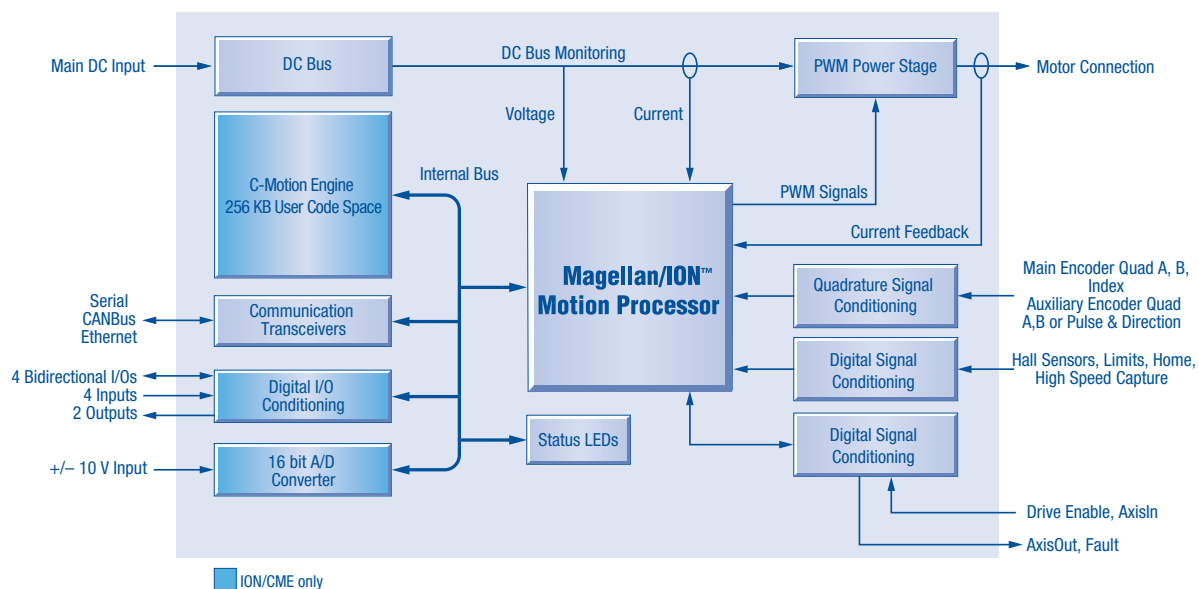 Main DC Input
DC Bus
DC Bus Monitoring
PWM Power Stage
Motor Connection
Voltage
Current
C-Motion Engine
256 KB User Code Space
Internal Bus
PWM Signals
Current Feedback
Magellan/ION™
Motion Processor
Quadrature Signal
Conditioning
Main Encoder Quad A, B,
Index
Auxiliary Encoder Quad
A,B or Pulse & Direction
Serial
CANBus
Ethernet
Communication
Transceivers
Digital Signal
Conditioning
Hall Sensors, Limits, Home,
High Speed Capture
4 Bidirectional I/Os
4 Inputs
2 Outputs
Digital I/O
Conditioning
Status LEDs
Digital Signal
Conditioning
+/– 10 V Input
16 bit A/D
Converter
Drive Enable, AxisIn
AxisOut, Fault
ION/CME only